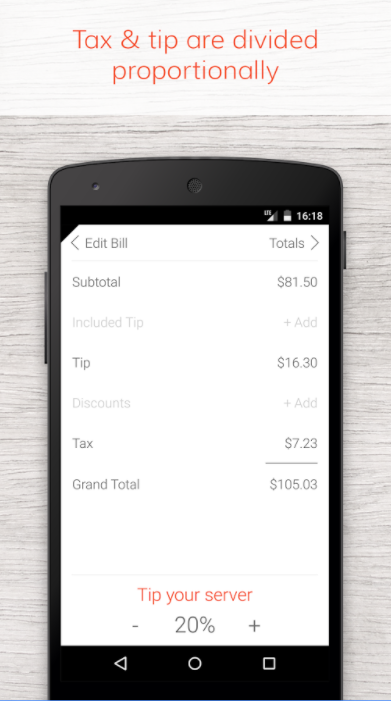 Tax & tip are divided
proportionally
LTE 16:18
Edit Bill Totals
Subtotal $81.50
Included Tip + Add
Tip $16.30
Discounts + Add
Tax $7.23
Grand Total $105.03
Tip your server
- 20% +